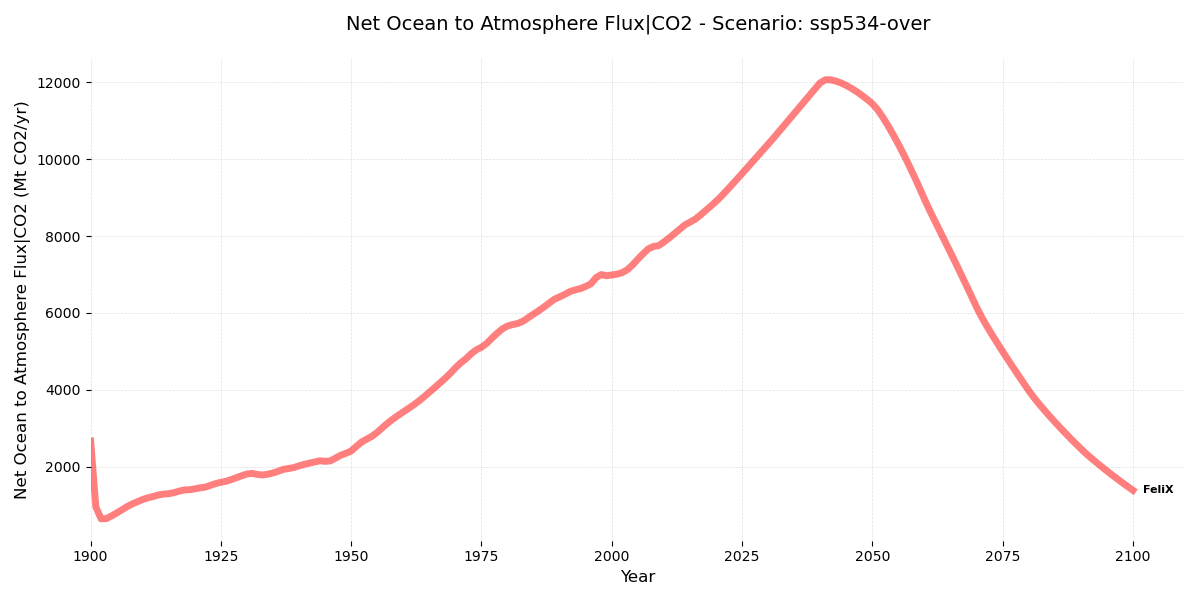 Net Ocean to Atmosphere Flux|CO2 - Scenario: ssp534-over
Net Ocean to Atmosphere Flux|CO2 (Mt CO2/yr)
12000
10000
8000
6000
4000
2000
FeliX
1900 1925 1950 1975 2000 2025 2050 2075 2100
Year